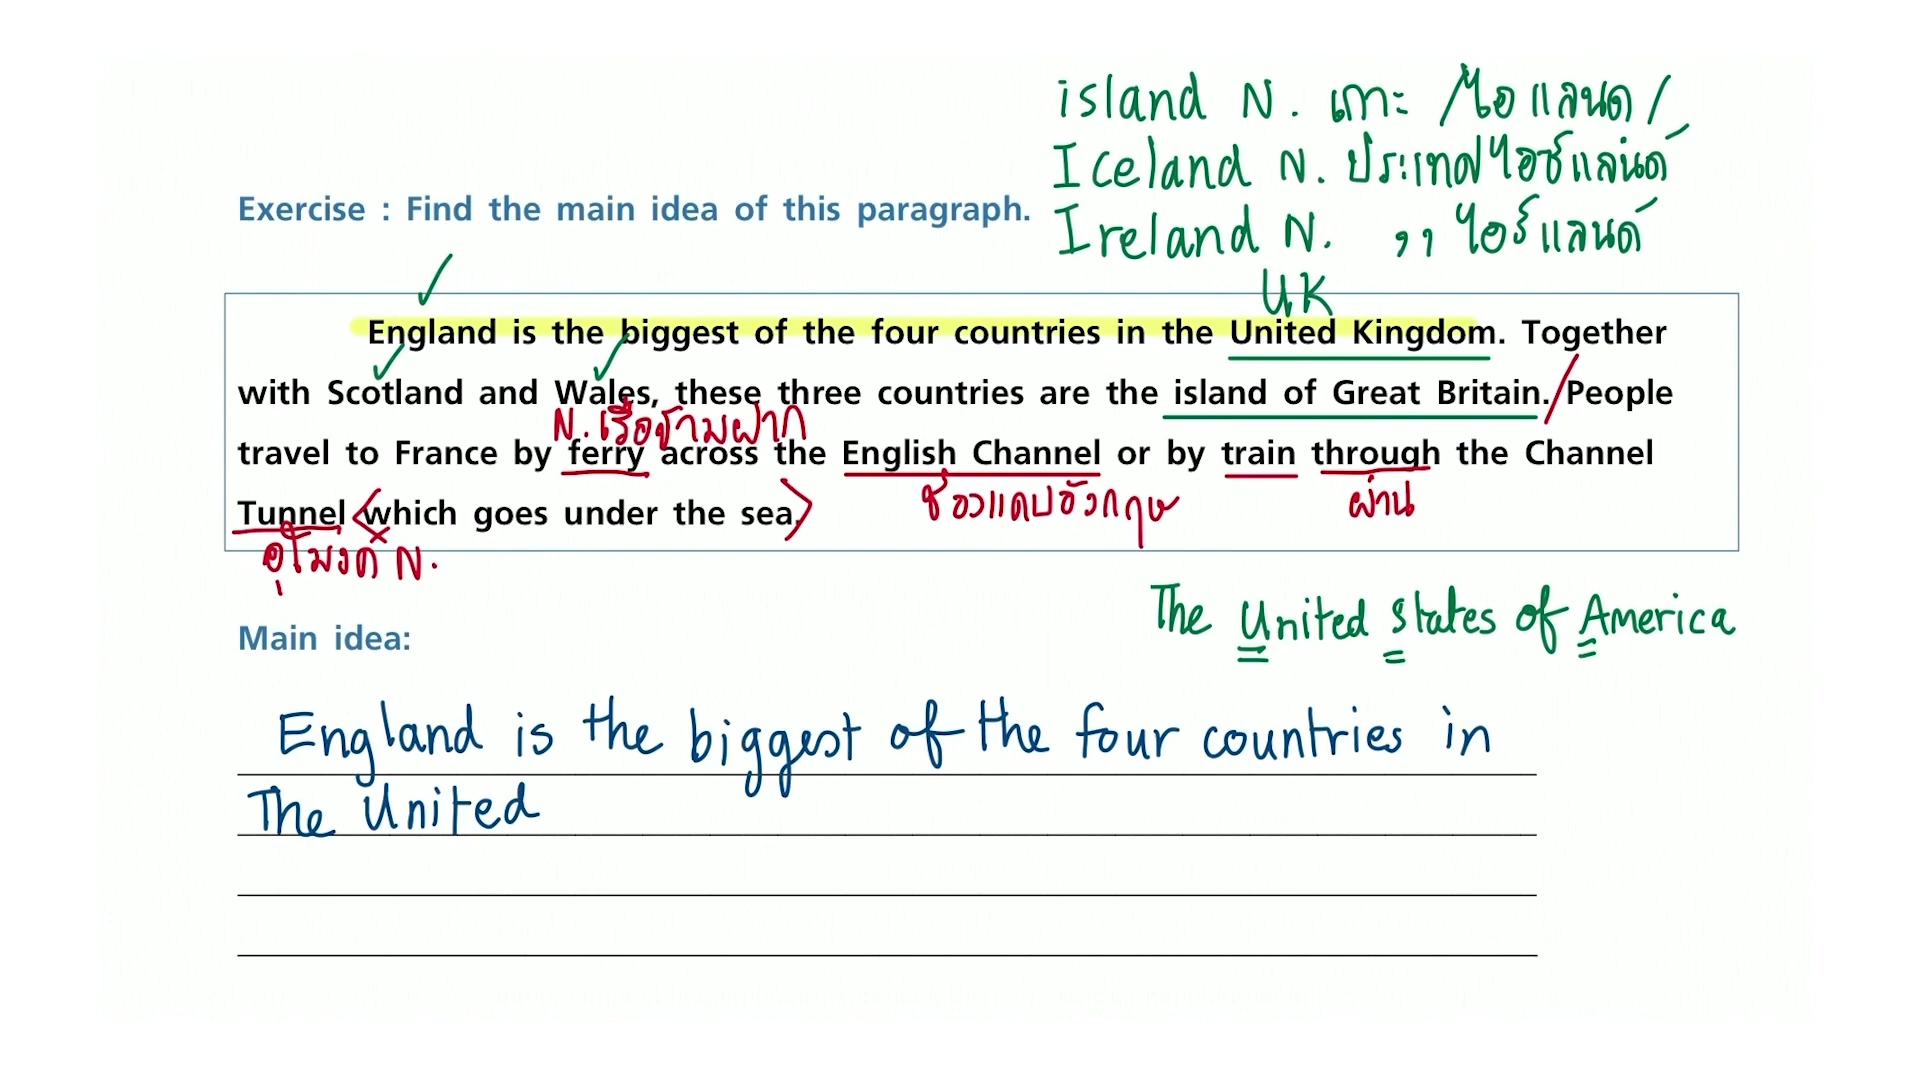 island N. เกาะ /ไอแลนด/
Iceland N. ประเทศไอซ์แลนด์
Exercise : Find the main idea of this paragraph.
Ireland N. ,, ไอร์แลนด์
UK
England is the biggest of the four countries in the United Kingdom. Together
with Scotland and Wales, these three countries are the island of Great Britain. People
N. เรือข้ามฝาก
travel to France by ferry across the English Channel or by train through the Channel
ช่องแคบอังกฤษ ผ่าน
Tunnel which goes under the sea.
อุโมงค์ N.
The United States of America
Main idea:
England is the biggest of the four countries in
The United